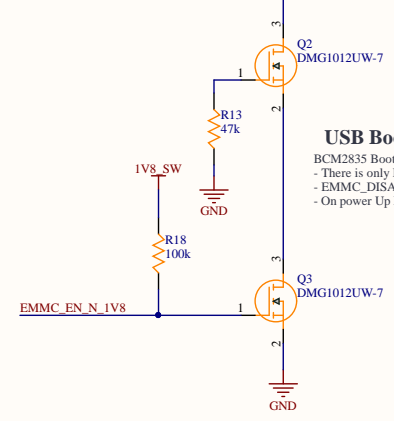 3
Q2
DMG1012UW-7
1
2
R13
47k
USB Boo
BCM2835 Boot
- There is only
- EMMC_DISA
- On power Up
1V8_SW
GND
R18
100k
3
Q3
DMG1012UW-7
EMMC_EN_N_1V8
1
2
GND